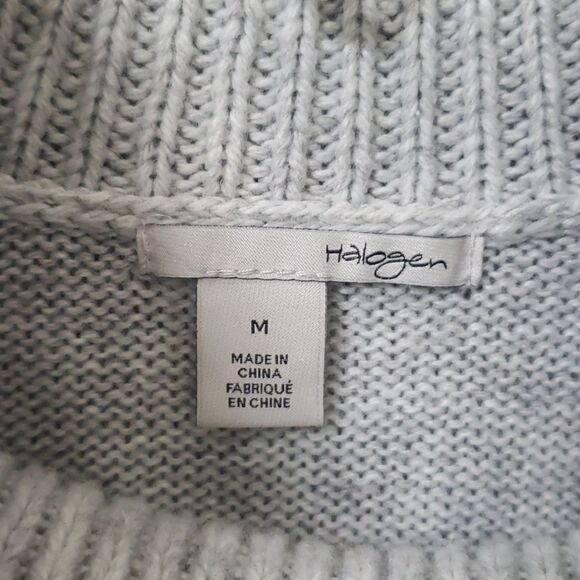 Halogen
M
MADE IN
CHINA
FABRIQUÉ
EN CHINE